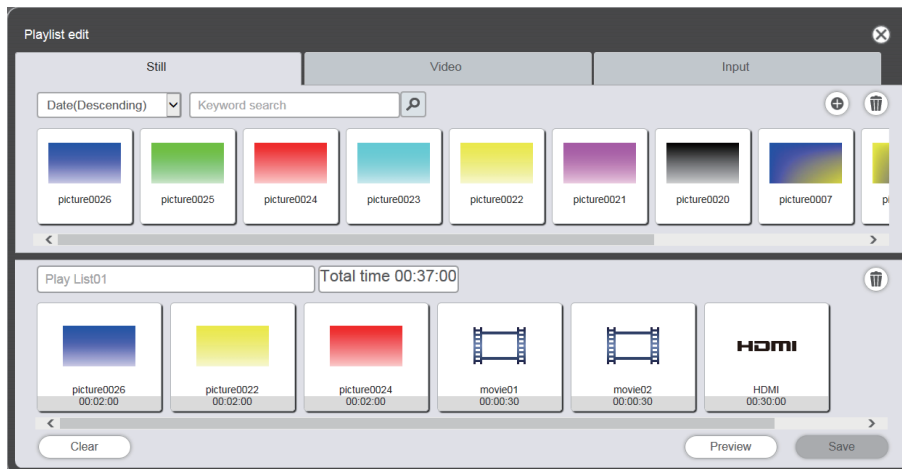 Playlist edit
Still Video Input
Date(Descending) Keyword search
picture0026 picture0025 picture0024 picture0023 picture0022 picture0021 picture0020 picture0007
Play List01 Total time 00:37:00
HDMI
picture0026 picture0022 picture0024 movie01 movie02 HDMI
00:02:00 00:02:00 00:02:00 00:00:30 00:00:30 00:30:00
Clear Preview Save